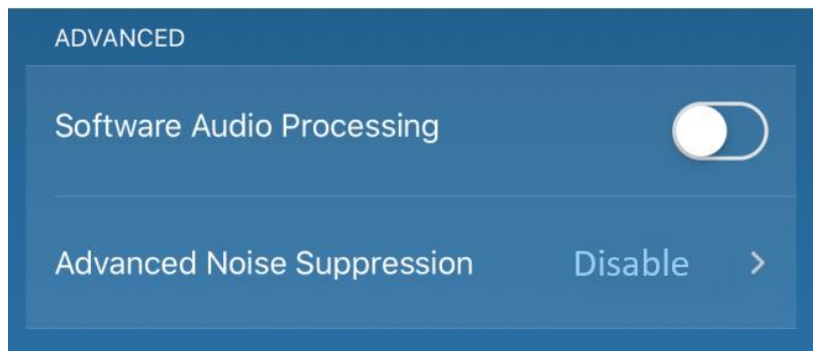 ADVANCED
Software Audio Processing
Advanced Noise Suppression Disable